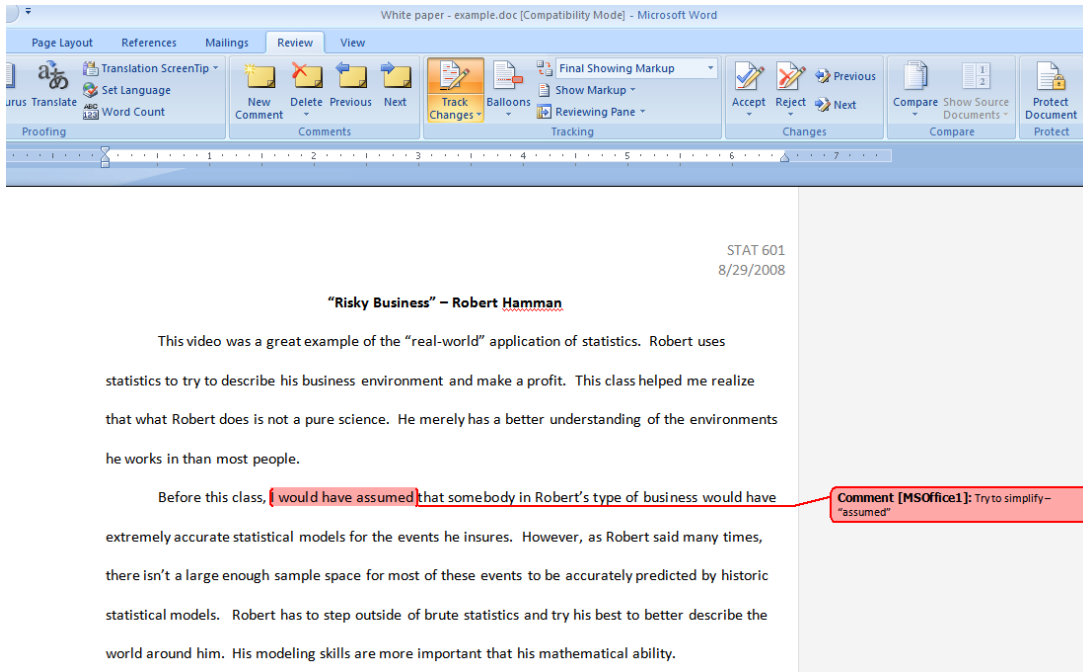 White paper - example.doc [Compatibility Mode] - Microsoft Word
Page Layout References Mailings Review View
Translation ScreenTip Final Showing Markup
Set Language Show Markup Previous
Translate Word Count New Comment Delete Previous Next Track Changes Balloons Reviewing Pane Accept Reject Next Compare Show Source Documents Protect Document
Proofing Comments Tracking Changes Compare Protect
1 2 3 4 5 6 7
STAT 601
8/29/2008
“Risky Business” – Robert Hamman
This video was a great example of the “real-world” application of statistics. Robert uses
statistics to try to describe his business environment and make a profit. This class helped me realize
that what Robert does is not a pure science. He merely has a better understanding of the environments
he works in than most people.
Before this class, I would have assumed that somebody in Robert’s type of business would have
Comment [MSOffice1]: Try to simplify –
“assumed”
extremely accurate statistical models for the events he insures. However, as Robert said many times,
there isn’t a large enough sample space for most of these events to be accurately predicted by historic
statistical models. Robert has to step outside of brute statistics and try his best to better describe the
world around him. His modeling skills are more important that his mathematical ability.